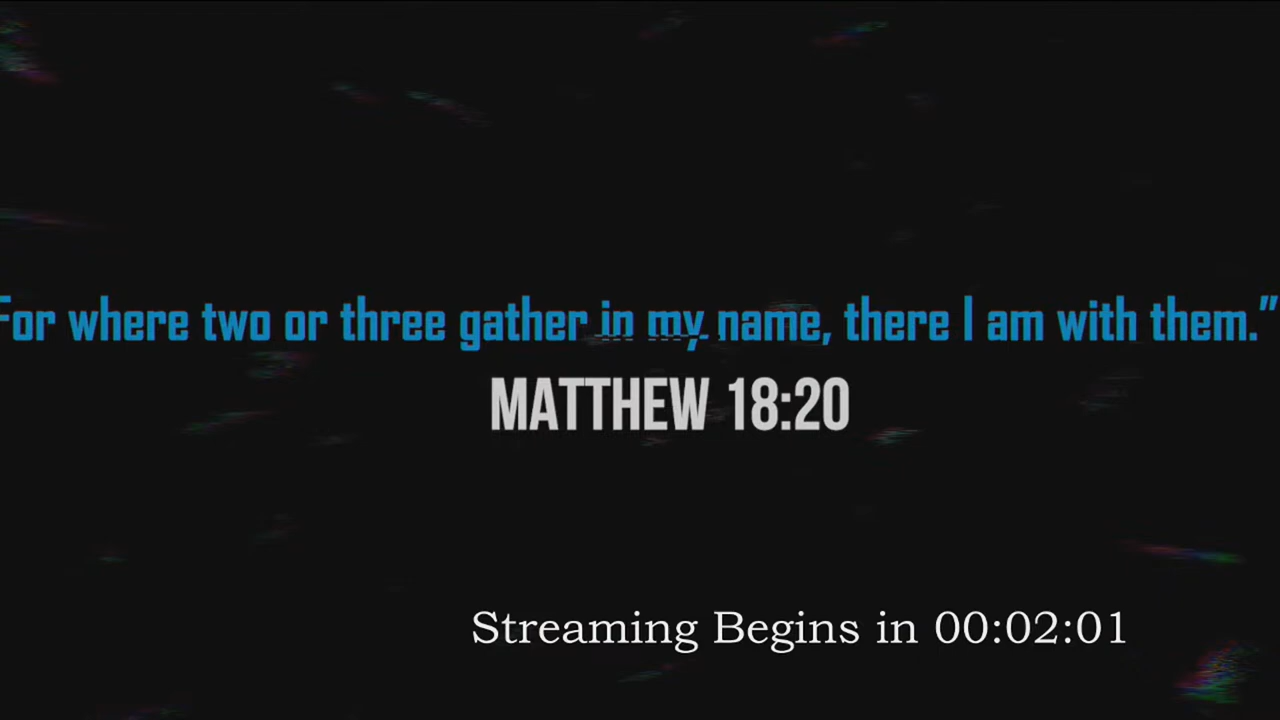 For where two or three gather in my name, there I am with them.”
MATTHEW 18:20
Streaming Begins in 00:02:01